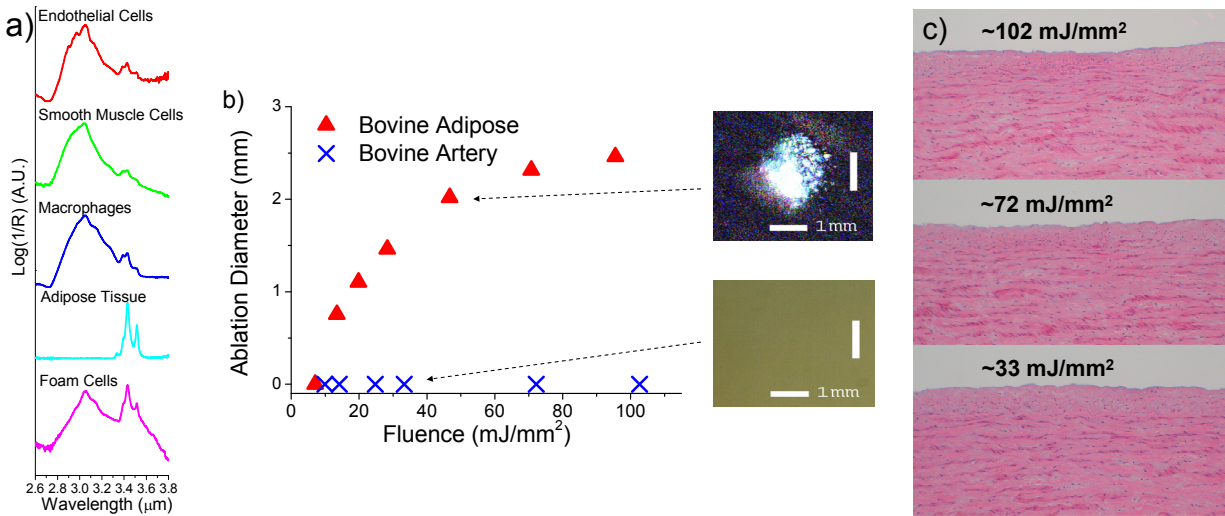 a)
Endothelial Cells
Smooth Muscle Cells
Macrophages
Adipose Tissue
Foam Cells
Log(1/R) (A.U.)
2.6 2.8 3.0 3.2 3.4 3.6 3.8
Wavelength (μm)
b)
Bovine Adipose
Bovine Artery
Ablation Diameter (mm)
3
2
1
0
0 20 40 60 80 100
Fluence (mJ/mm²)
1mm
1mm
c)
~102 mJ/mm²
~72 mJ/mm²
~33 mJ/mm²